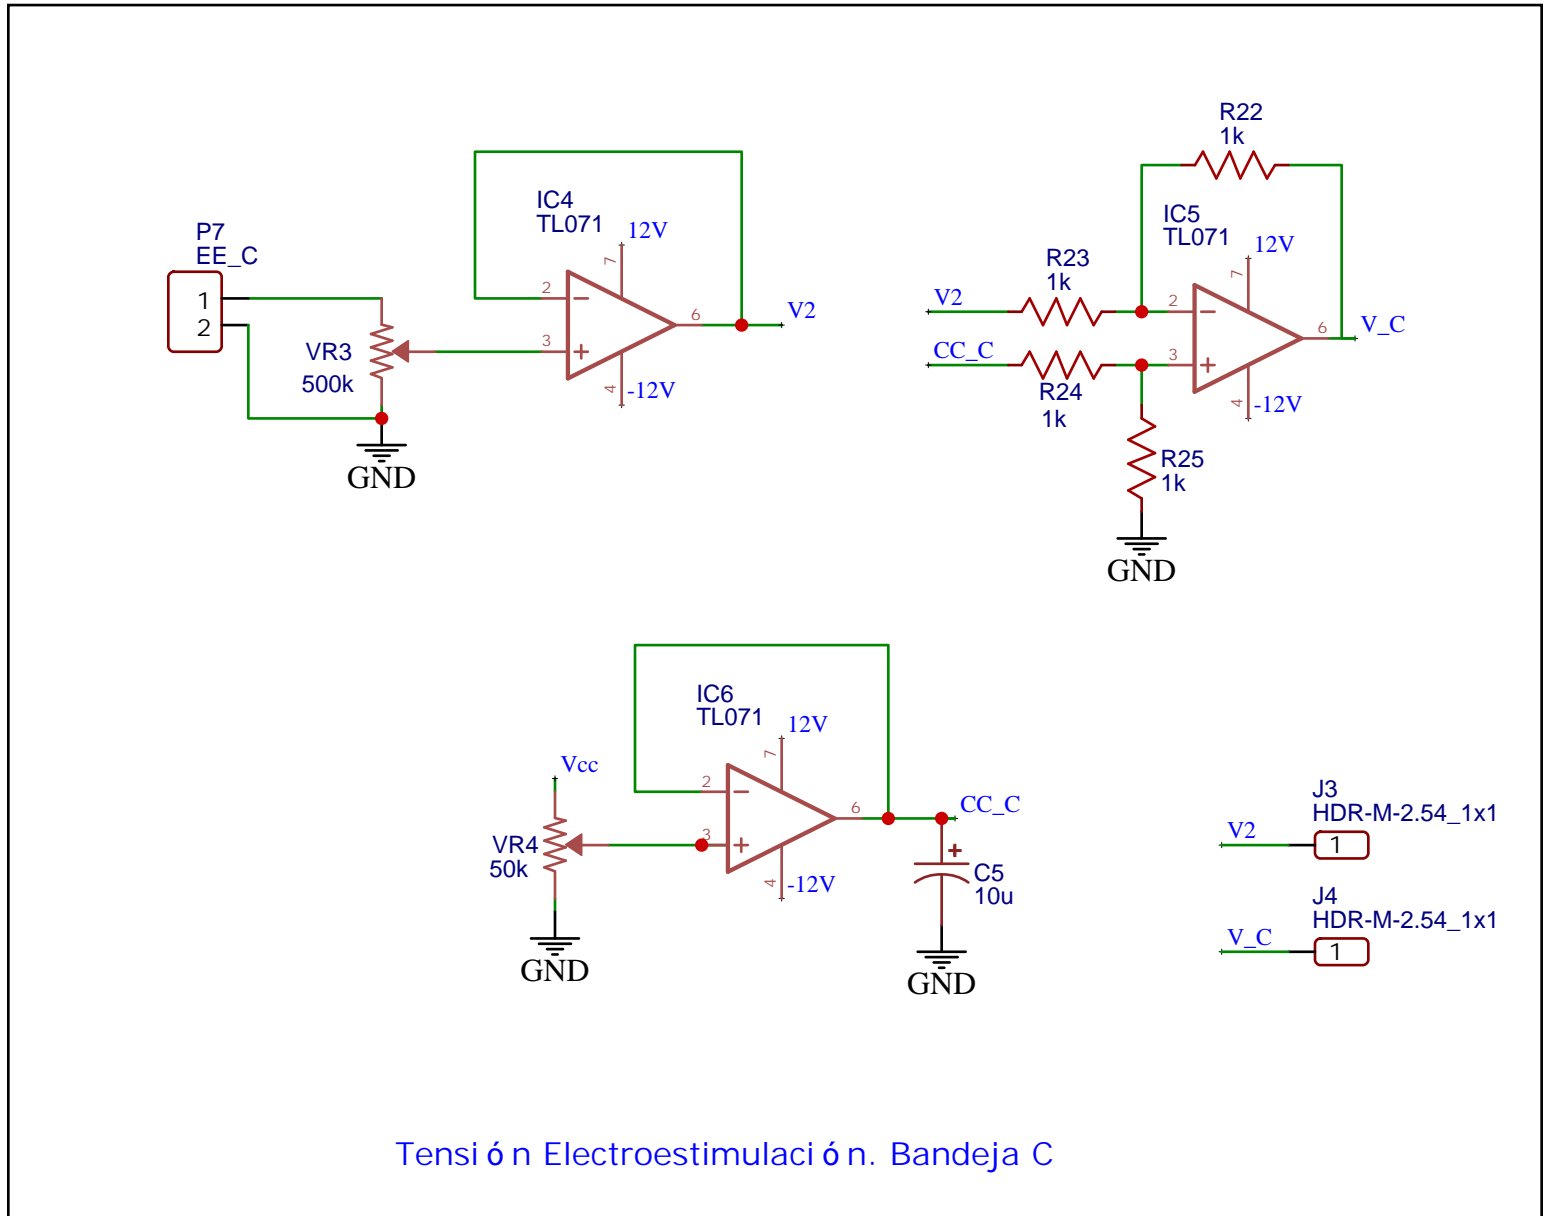 P7
EE_C
1
2
VR3
500k
GND
IC4
TL071
12V
7
2
3
6
4
-12V
V2
R22
1k
IC5
TL071
12V
7
R23
1k
V2
2
CC_C
R24
1k
3
6
V_C
4
-12V
R25
1k
GND
IC6
TL071
12V
7
Vcc
2
VR4
50k
3
6
CC_C
4
-12V
C5
10u
GND
GND
J3
HDR-M-2.54_1x1
V2
1
J4
HDR-M-2.54_1x1
V_C
1
Tensión Electroestimulación. Bandeja C